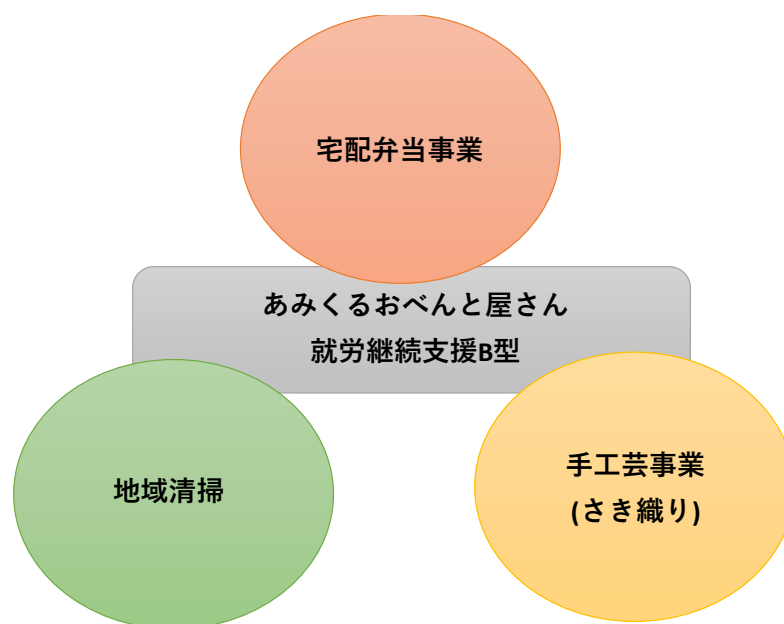 宅配弁当事業
あみくるおべんと屋さん
就労継続支援B型
地域清掃
手工芸事業
(さき織り)